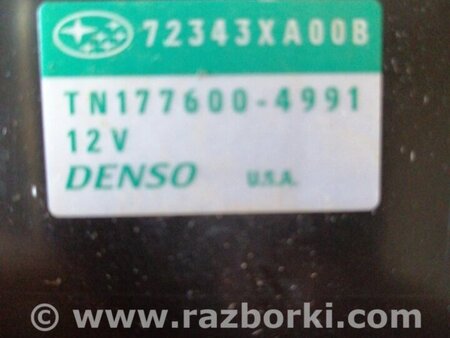 72343XA00B
TN177600-4991
12V
DENSO U.S.A.
© www.razborki.com